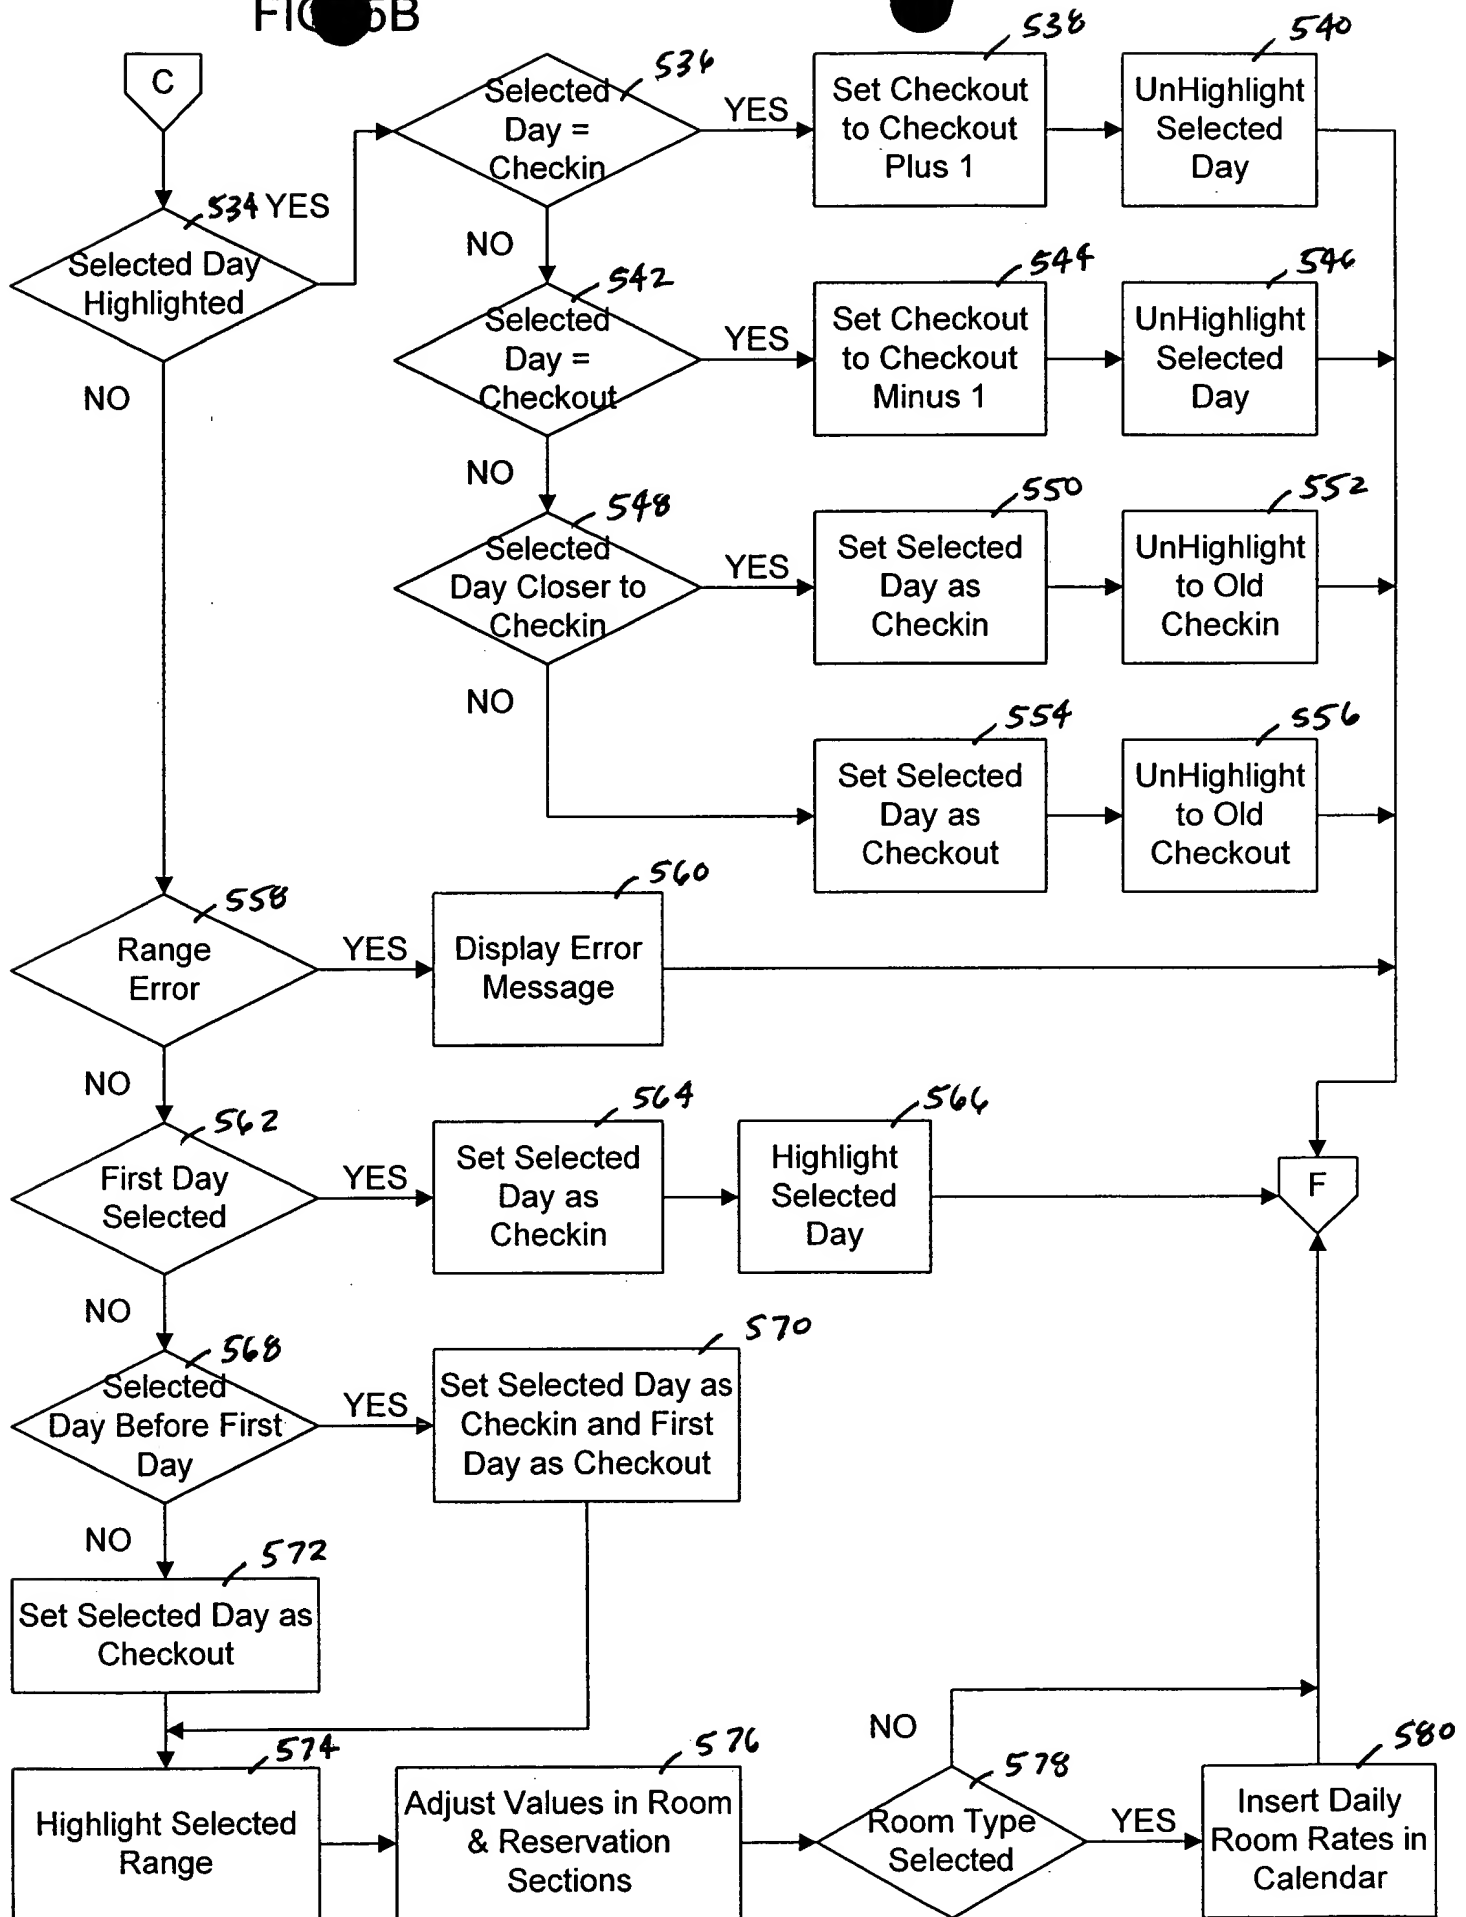 C
534 YES
Selected Day
Highlighted
NO
536
Selected
Day =
Checkin
YES
NO
538
Set Checkout
to Checkout
Plus 1
540
UnHighlight
Selected
Day
542
Selected
Day =
Checkout
YES
NO
544
Set Checkout
to Checkout
Minus 1
546
UnHighlight
Selected
Day
548
Selected
Day Closer to
Checkin
YES
NO
550
Set Selected
Day as
Checkin
552
UnHighlight
to Old
Checkin
554
Set Selected
Day as
Checkout
556
UnHighlight
to Old
Checkout
558
Range
Error
YES
NO
560
Display Error
Message
562
First Day
Selected
YES
NO
564
Set Selected
Day as
Checkin
566
Highlight
Selected
Day
F
568
Selected
Day Before First
Day
YES
NO
570
Set Selected Day as
Checkin and First
Day as Checkout
572
Set Selected Day as
Checkout
574
Highlight Selected
Range
576
Adjust Values in Room
& Reservation
Sections
578
Room Type
Selected
NO
YES
580
Insert Daily
Room Rates in
Calendar